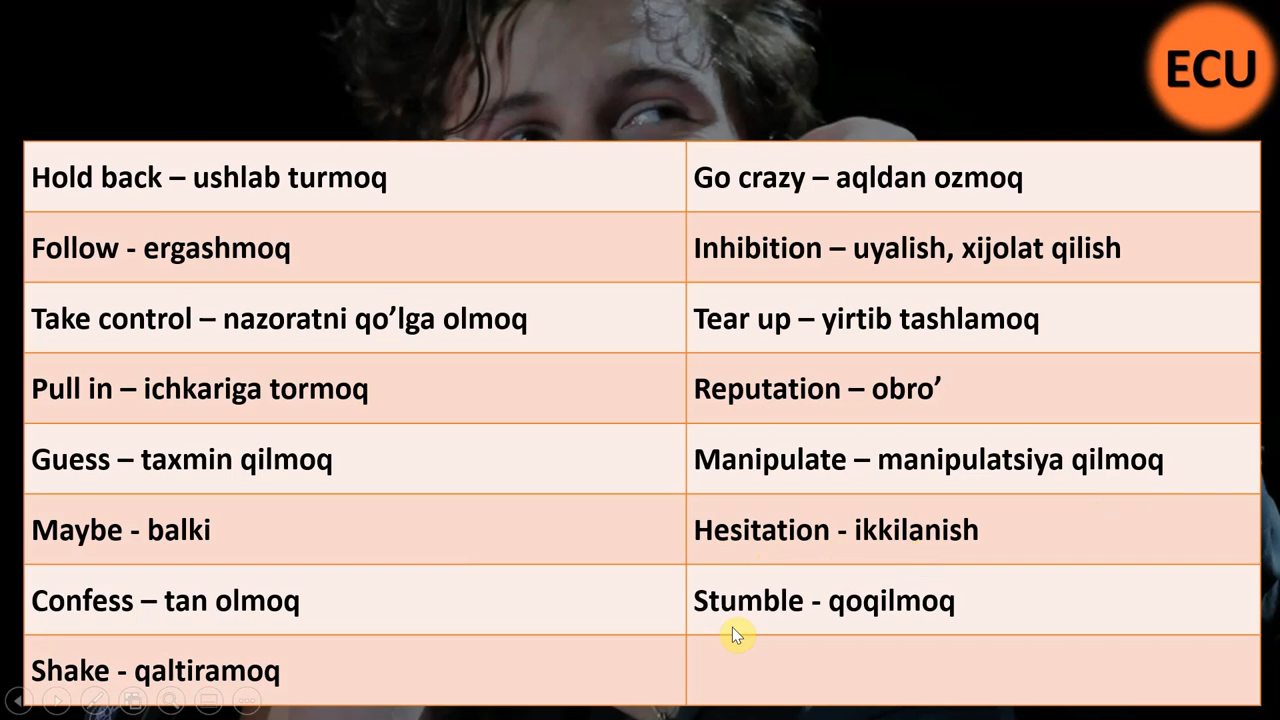 ECU
Hold back – ushlab turmoq
Go crazy – aqldan ozmoq
Follow - ergashmoq
Inhibition – uyalish, xijolat qilish
Take control – nazoratni qo’lga olmoq
Tear up – yirtib tashlamoq
Pull in – ichkariga tormoq
Reputation – obro’
Guess – taxmin qilmoq
Manipulate – manipulatsiya qilmoq
Maybe - balki
Hesitation - ikkilanish
Confess – tan olmoq
Stumble - qoqilmoq
Shake - qaltiramoq